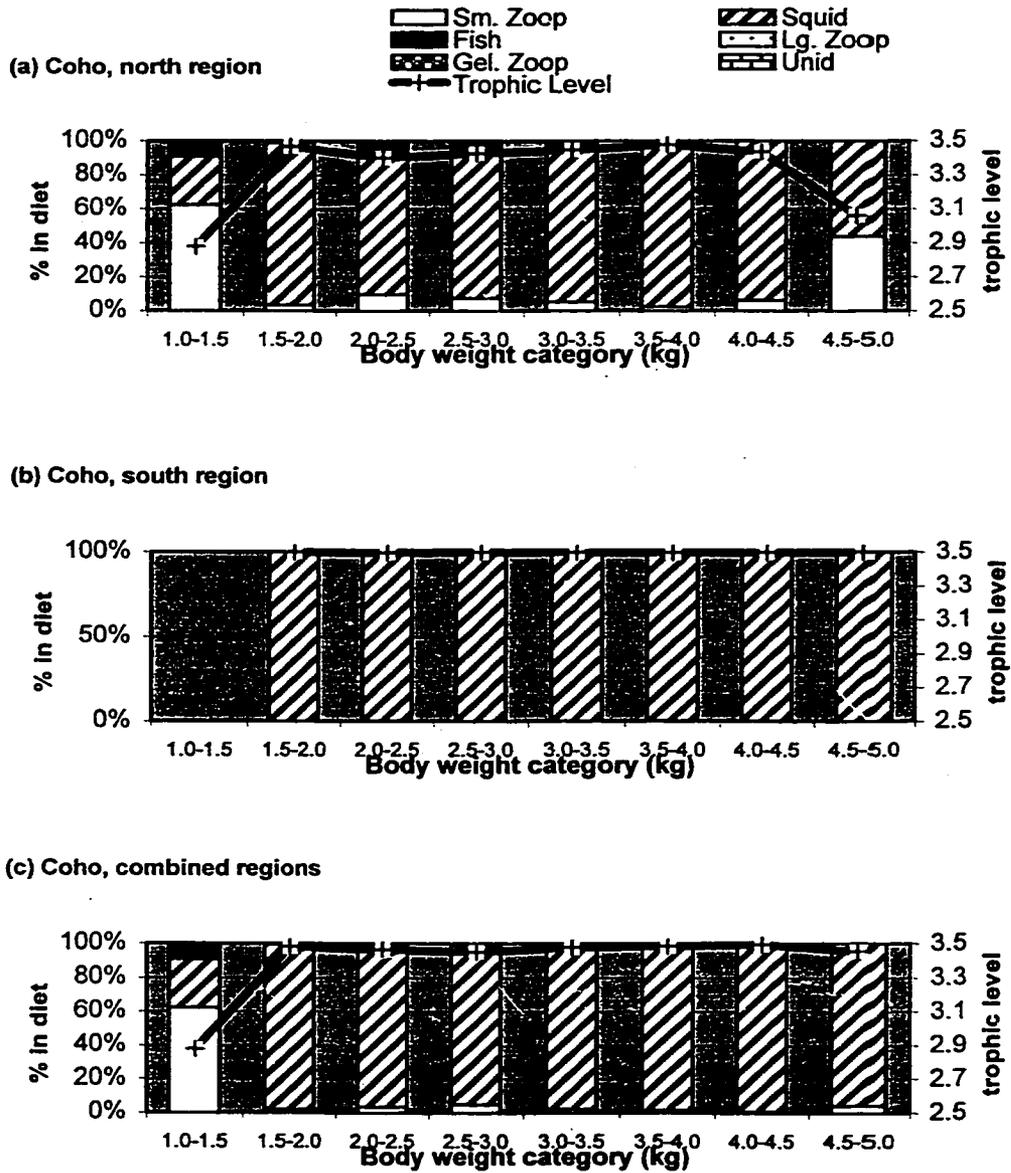 Sm. Zoop Squid
Fish Lg. Zoop
Gel. Zoop Unid
Trophic Level
(a) Coho, north region
100% 3.5
80% 3.3
60% 3.1
40% 2.9
20% 2.7
0% 2.5
% in diet
trophic level
1.0-1.5 1.5-2.0 2.0-2.5 2.5-3.0 3.0-3.5 3.5-4.0 4.0-4.5 4.5-5.0
Body weight category (kg)
(b) Coho, south region
100% 3.5
3.3
3.1
50%
2.9
2.7
0% 2.5
% in diet
trophic level
1.0-1.5 1.5-2.0 2.0-2.5 2.5-3.0 3.0-3.5 3.5-4.0 4.0-4.5 4.5-5.0
Body weight category (kg)
(c) Coho, combined regions
100% 3.5
80% 3.3
60% 3.1
40% 2.9
20% 2.7
0% 2.5
% in diet
trophic level
1.0-1.5 1.5-2.0 2.0-2.5 2.5-3.0 3.0-3.5 3.5-4.0 4.0-4.5 4.5-5.0
Body weight category (kg)